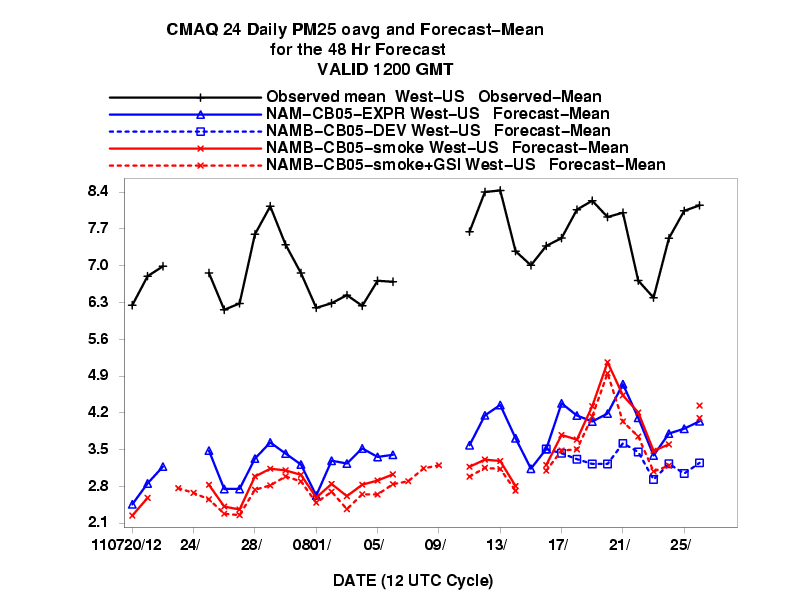 CMAQ 24 Daily PM25 oavg and Forecast−Mean
for the 48 Hr Forecast
VALID 1200 GMT
Observed mean West−US Observed−Mean
NAM−CB05−EXPR West−US Forecast−Mean
NAMB−CB05−DEV West−US Forecast−Mean
NAMB−CB05−smoke West−US Forecast−Mean
NAMB−CB05−smoke+GSI West−US Forecast−Mean
8.4
7.7
7.0
6.3
5.6
4.9
4.2
3.5
2.8
2.1
110720/12 24/ 28/ 0801/ 05/ 09/ 13/ 17/ 21/ 25/
DATE (12 UTC Cycle)